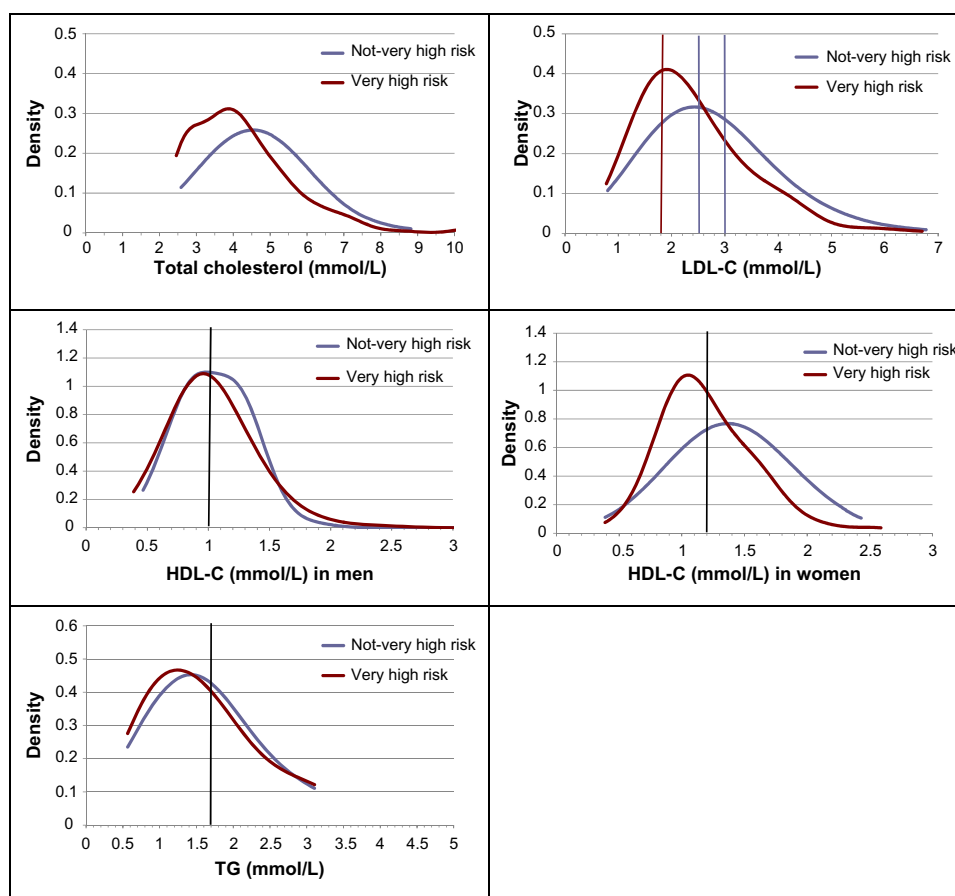 0.5
Not-very high risk
0.4
Very high risk
0.3
0.2
0.1
0
Density
0 1 2 3 4 5 6 7 8 9 10
Total cholesterol (mmol/L)
0.5
Not-very high risk
0.4
Very high risk
0.3
0.2
0.1
0
Density
0 1 2 3 4 5 6 7
LDL-C (mmol/L)
1.4
Not-very high risk
1.2
Very high risk
1
0.8
0.6
0.4
0.2
0
Density
0 0.5 1 1.5 2 2.5 3
HDL-C (mmol/L) in men
1.4
Not-very high risk
1.2
Very high risk
1
0.8
0.6
0.4
0.2
0
Density
0 0.5 1 1.5 2 2.5 3
HDL-C (mmol/L) in women
0.6
Not-very high risk
0.5
Very high risk
0.4
0.3
0.2
0.1
0
Density
0 0.5 1 1.5 2 2.5 3 3.5 4 4.5 5
TG (mmol/L)